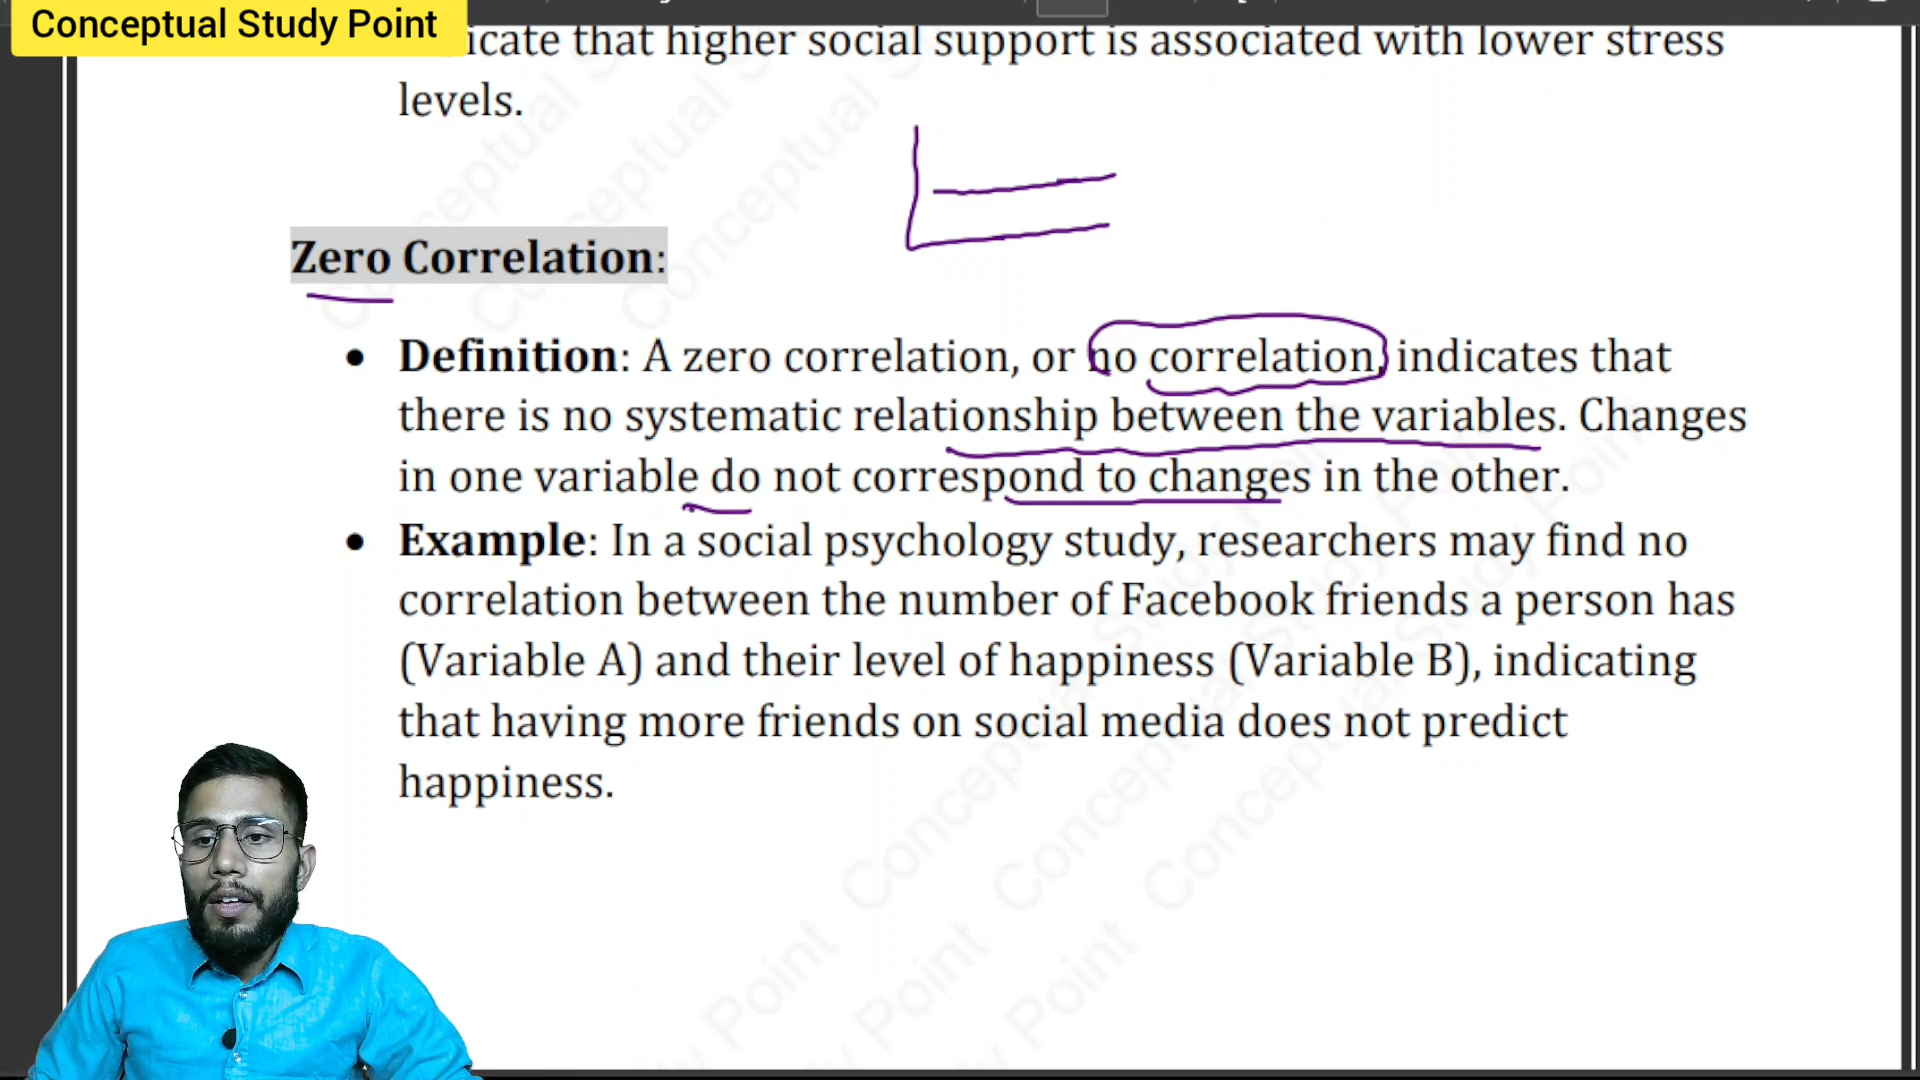 Conceptual Study Point
icate that higher social support is associated with lower stress
levels.
Zero Correlation:
• Definition: A zero correlation, or no correlation, indicates that
there is no systematic relationship between the variables. Changes
in one variable do not correspond to changes in the other.
• Example: In a social psychology study, researchers may find no
correlation between the number of Facebook friends a person has
(Variable A) and their level of happiness (Variable B), indicating
that having more friends on social media does not predict
happiness.